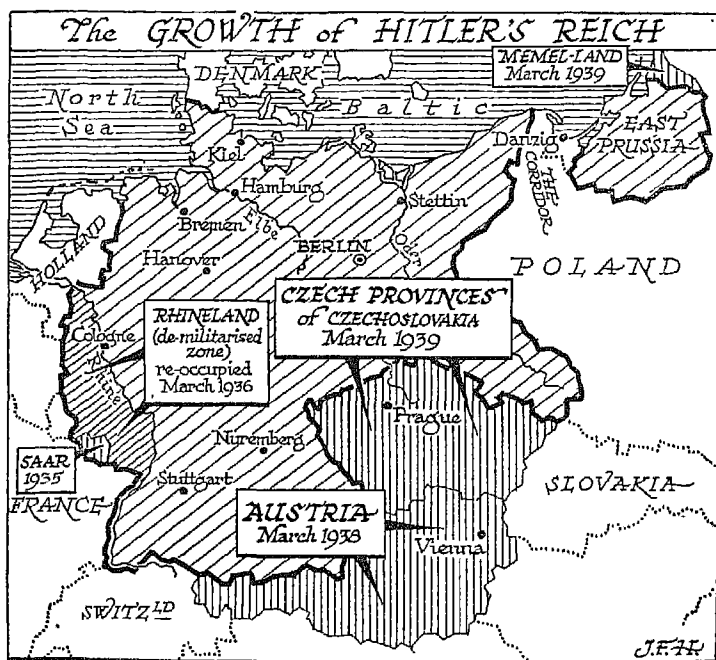 The GROWTH of HITLER'S REICH
MEMEL-LAND
March 1939
DENMARK
North
Sea
Baltic
EAST
PRUSSIA
Danzig
THE
CORRIDOR
Kiel
Hamburg
Stettin
Bremen
Elbe
Oder
HOLLAND
Hanover
BERLIN
POLAND
CZECH PROVINCES
of CZECHOSLOVAKIA
March 1939
RHINELAND
(de-militarised
zone)
re-occupied
March 1936
Cologne
Rhine
Prague
Nuremberg
SAAR
1935
FRANCE
Stuttgart
SLOVAKIA
AUSTRIA
March 1938
Vienna
SWITZLD
J.F.H.